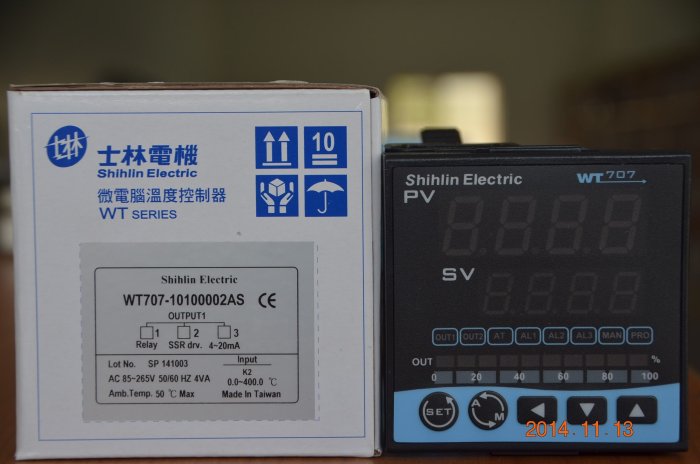 士林
士林電機
Shihlin Electric
微電腦溫度控制器
WT SERIES
10
Shihlin Electric
WT707-10100002AS CE
OUTPUT1
1 2 3
Relay SSR drv. 4~20mA
Lot No. SP 141003
AC 85~265V 50/60 HZ 4VA
Amb.Temp. 50 °C Max
Input
K2
0.0~400.0 °C
Made In Taiwan
Shihlin Electric WT707
PV
SV
OUT1 OUT2 AT AL1 AL2 AL3 MAN PRO
OUT %
0 20 40 60 80 100
SET A M
2014.11.13